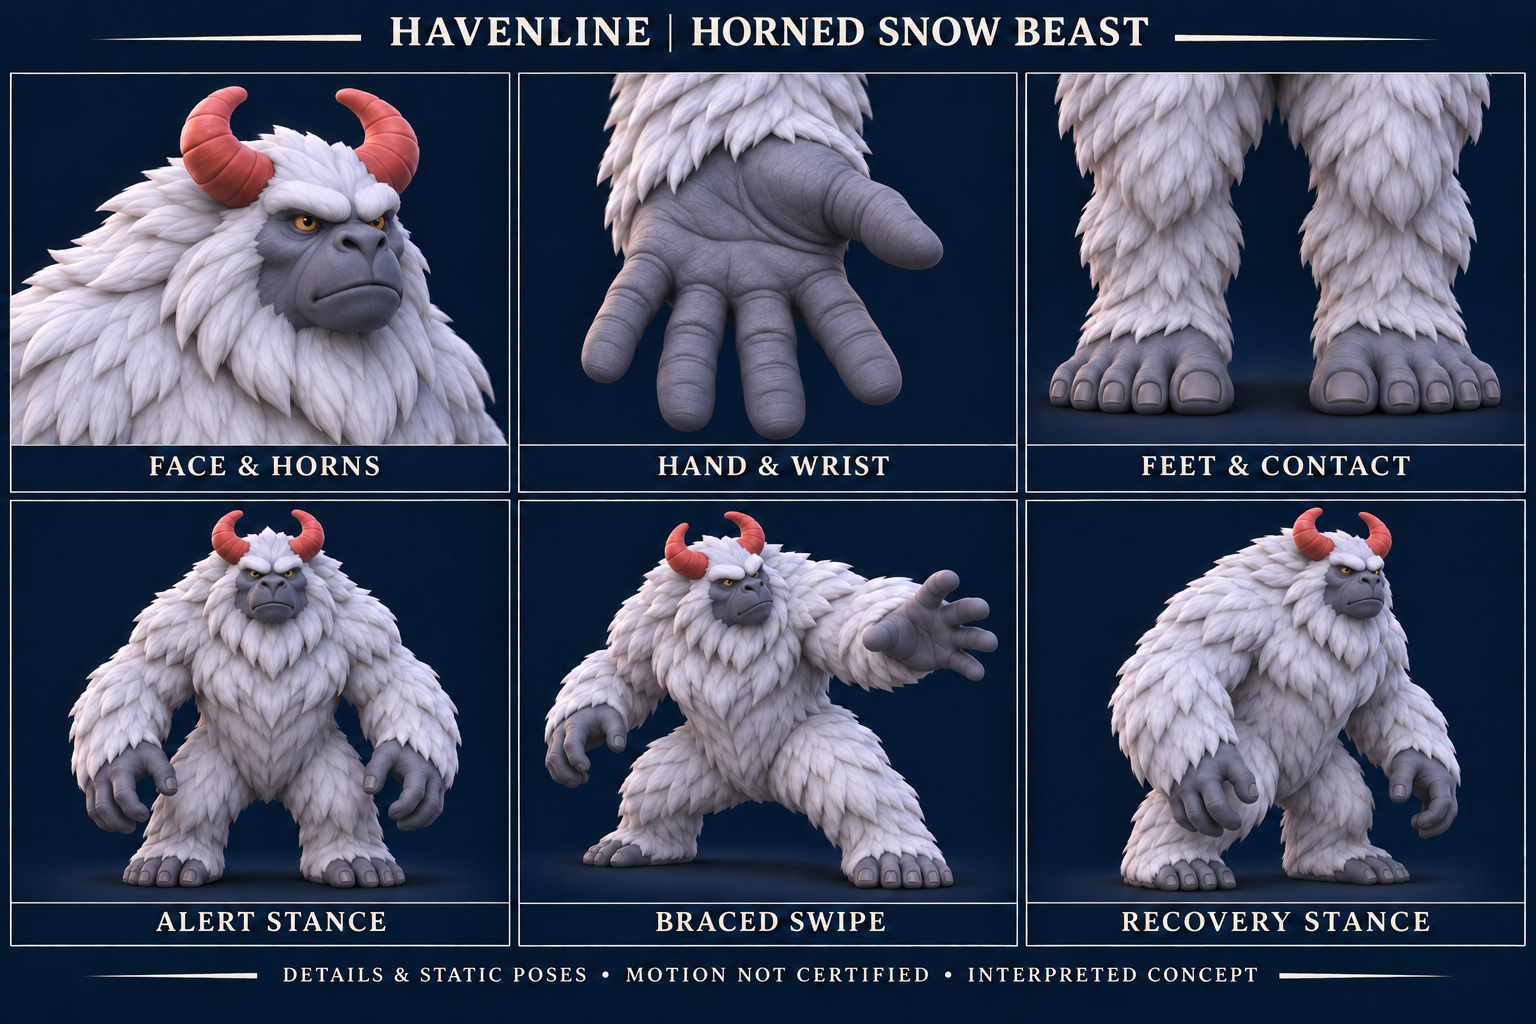 HAVENLINE | HORNED SNOW BEAST
FACE & HORNS
HAND & WRIST
FEET & CONTACT
ALERT STANCE
BRACED SWIPE
RECOVERY STANCE
DETAILS & STATIC POSES • MOTION NOT CERTIFIED • INTERPRETED CONCEPT